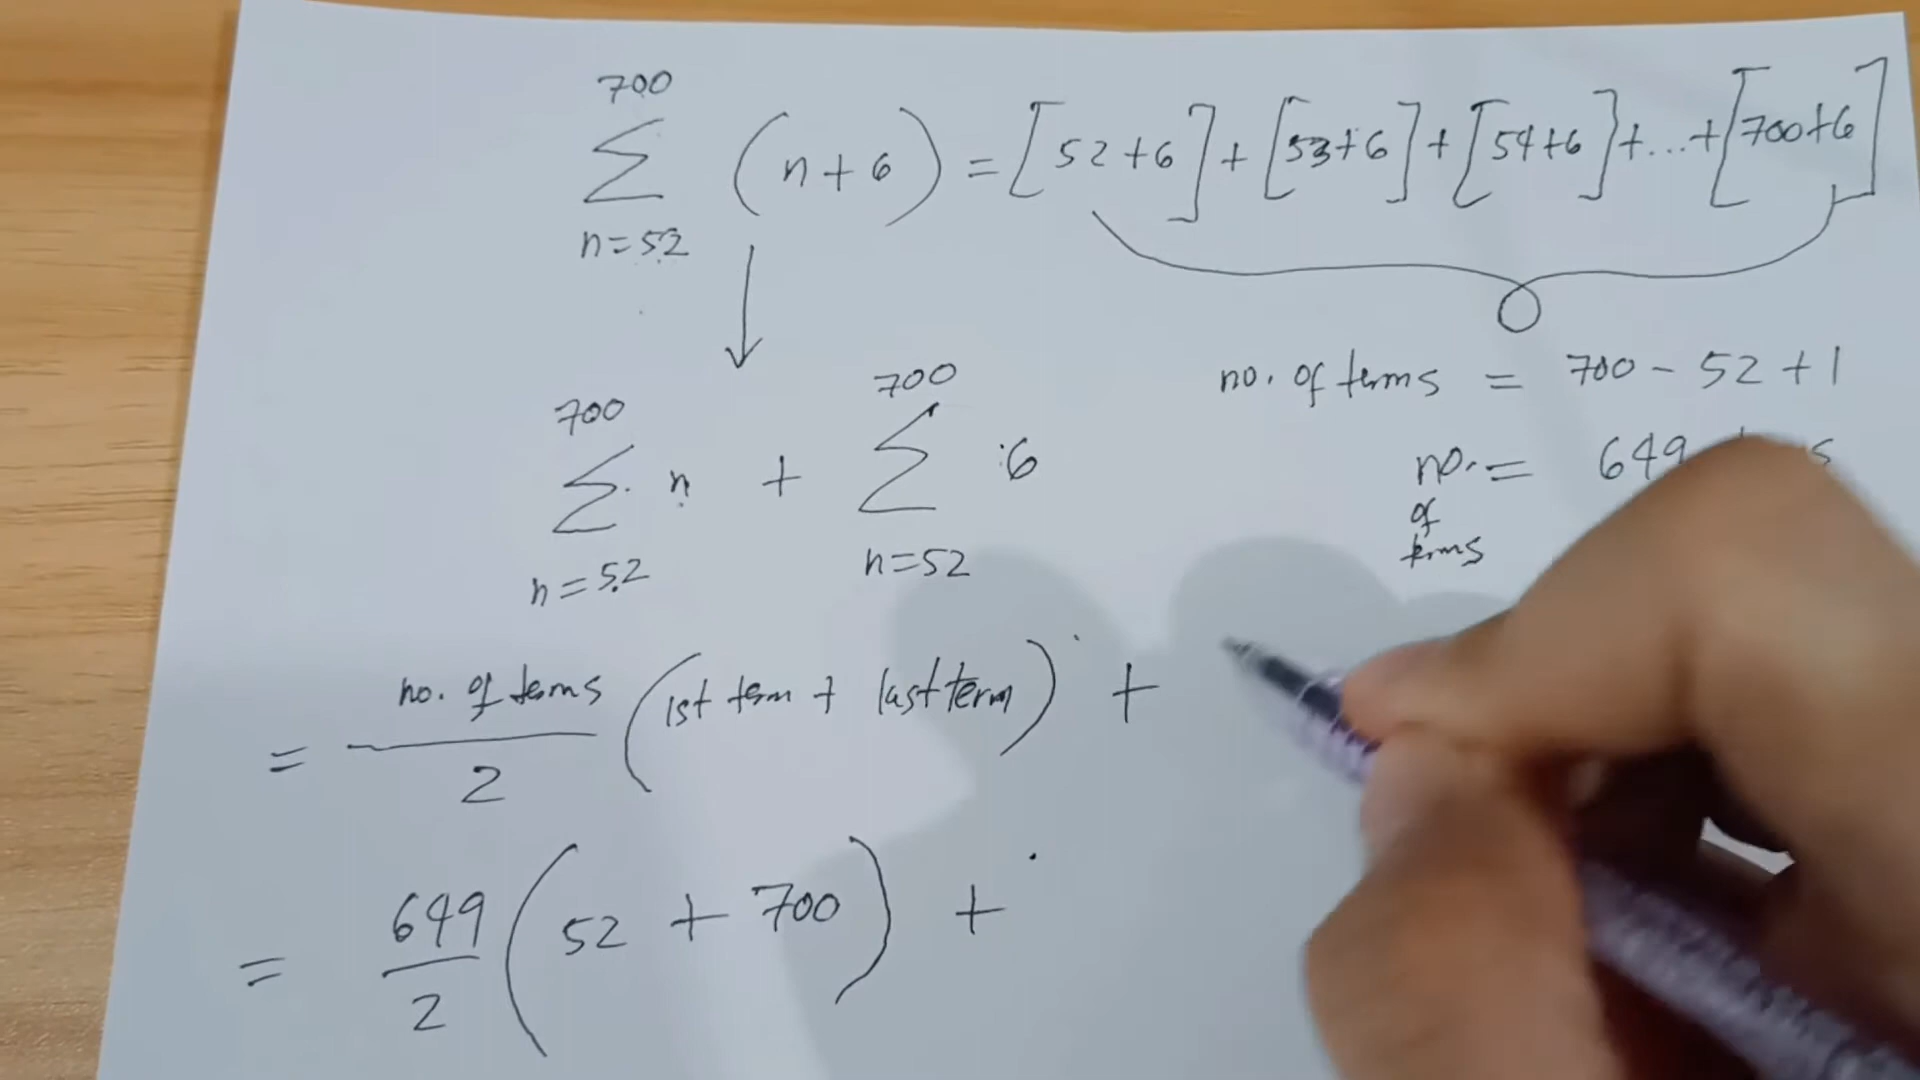 700
∑ (n+6) = [52+6] + [53+6] + [54+6] +...+ [700+6]
n=52
no. of terms = 700 - 52 + 1
700 700
∑ n + ∑ 6
n=52 n=52
no. = 649
of
terms
= no. of terms / 2 (1st term + last term) +
= 649 / 2 (52 + 700) +